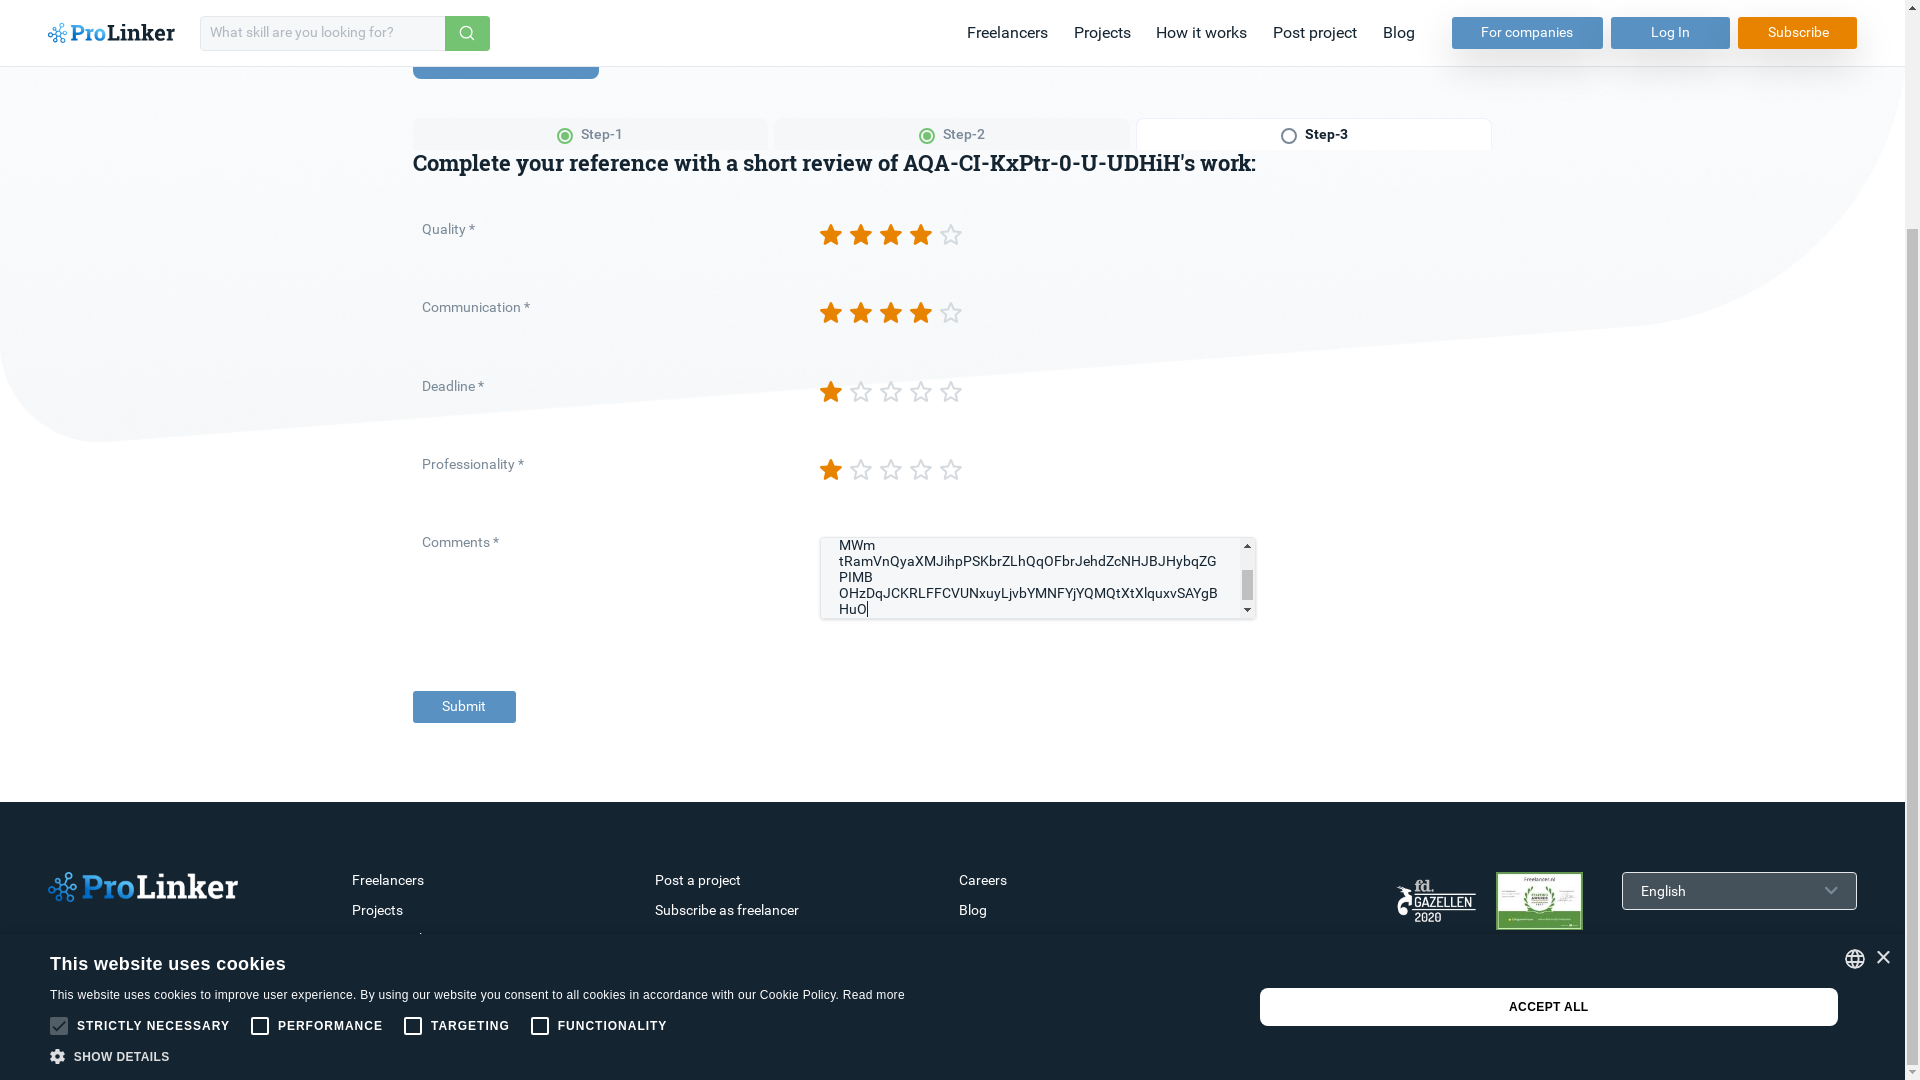 ProLinker
What skill are you looking for?
Freelancers
Projects
How it works
Post project
Blog
For companies
Log In
Subscribe
Step-1
Step-2
Step-3
Complete your reference with a short review of AQA-CI-KxPtr-0-U-UDHiH's work:
Quality *
Communication *
Deadline *
Professionality *
Comments *
MWm
tRamVnQyaXMJihpPSKbrZLhQqOFbrJehdZcNHJBJHybqZG
PIMB
OHzDqJCKRLFFCVUNxuyLjvbYMNFYjYQMQtXtXlquxvSAYgB
HuO
Submit
ProLinker
Freelancers
Projects
Post a project
Subscribe as freelancer
Careers
Blog
fd.
GAZELLEN
2020
English
This website uses cookies
This website uses cookies to improve user experience. By using our website you consent to all cookies in accordance with our Cookie Policy. Read more
STRICTLY NECESSARY
PERFORMANCE
TARGETING
FUNCTIONALITY
SHOW DETAILS
ACCEPT ALL